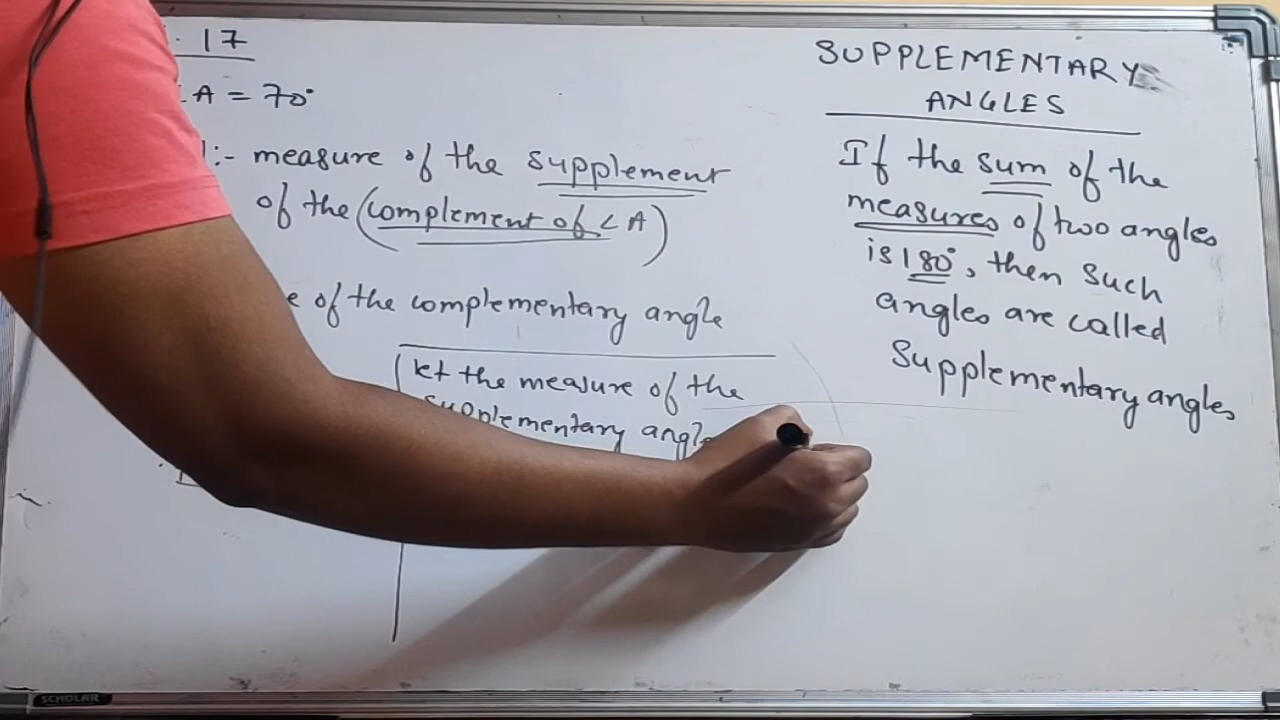 17
∠A = 70°
:- measure of the supplement
of the (complement of ∠A)
of the complementary angle
let the measure of the
supplementary angle
SUPPLEMENTARY
ANGLES
If the sum of the
measures of two angles
is 180°, then such
angles are called
Supplementary angles
SCHOLAR